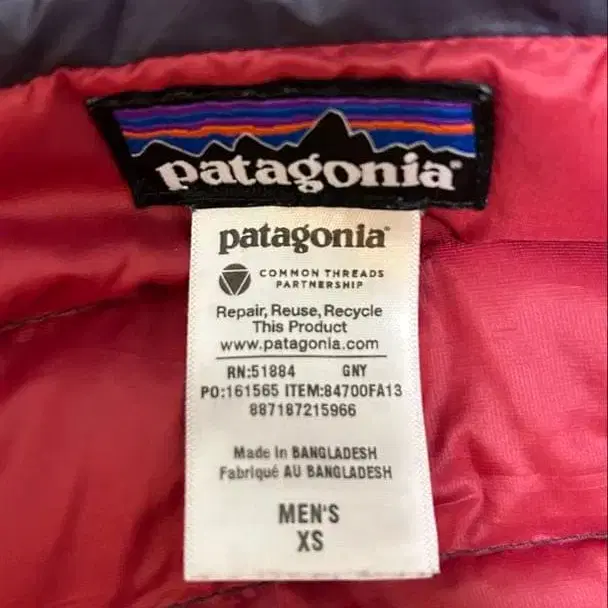 patagonia®
patagonia®
COMMON THREADS
PARTNERSHIP
Repair, Reuse, Recycle
This Product
www.patagonia.com
RN:51884 GNY
PO:161565 ITEM:84700FA13
887187215966
Made In BANGLADESH
Fabriqué AU BANGLADESH
MEN'S
XS